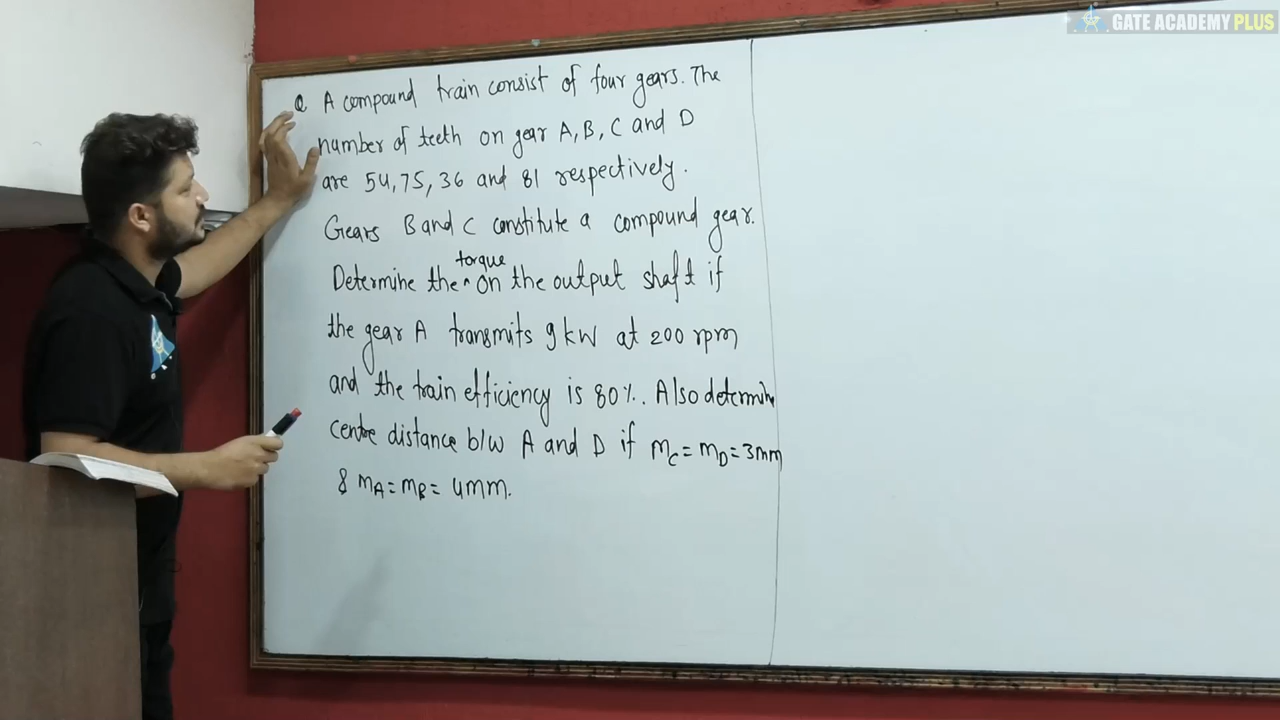 GATE ACADEMY PLUS
Q A compound train consist of four gears. The
number of teeth on gear A, B, C and D
are 54, 75, 36 and 81 respectively.
Gears B and C constitute a compound gear.
Determine the ^ torque on the output shaft if
the gear A transmits 9 kW at 200 rpm
and the train efficiency is 80%. Also determine
centre distance b/w A and D if mC = mD = 3mm
& mA = mB = 4mm.